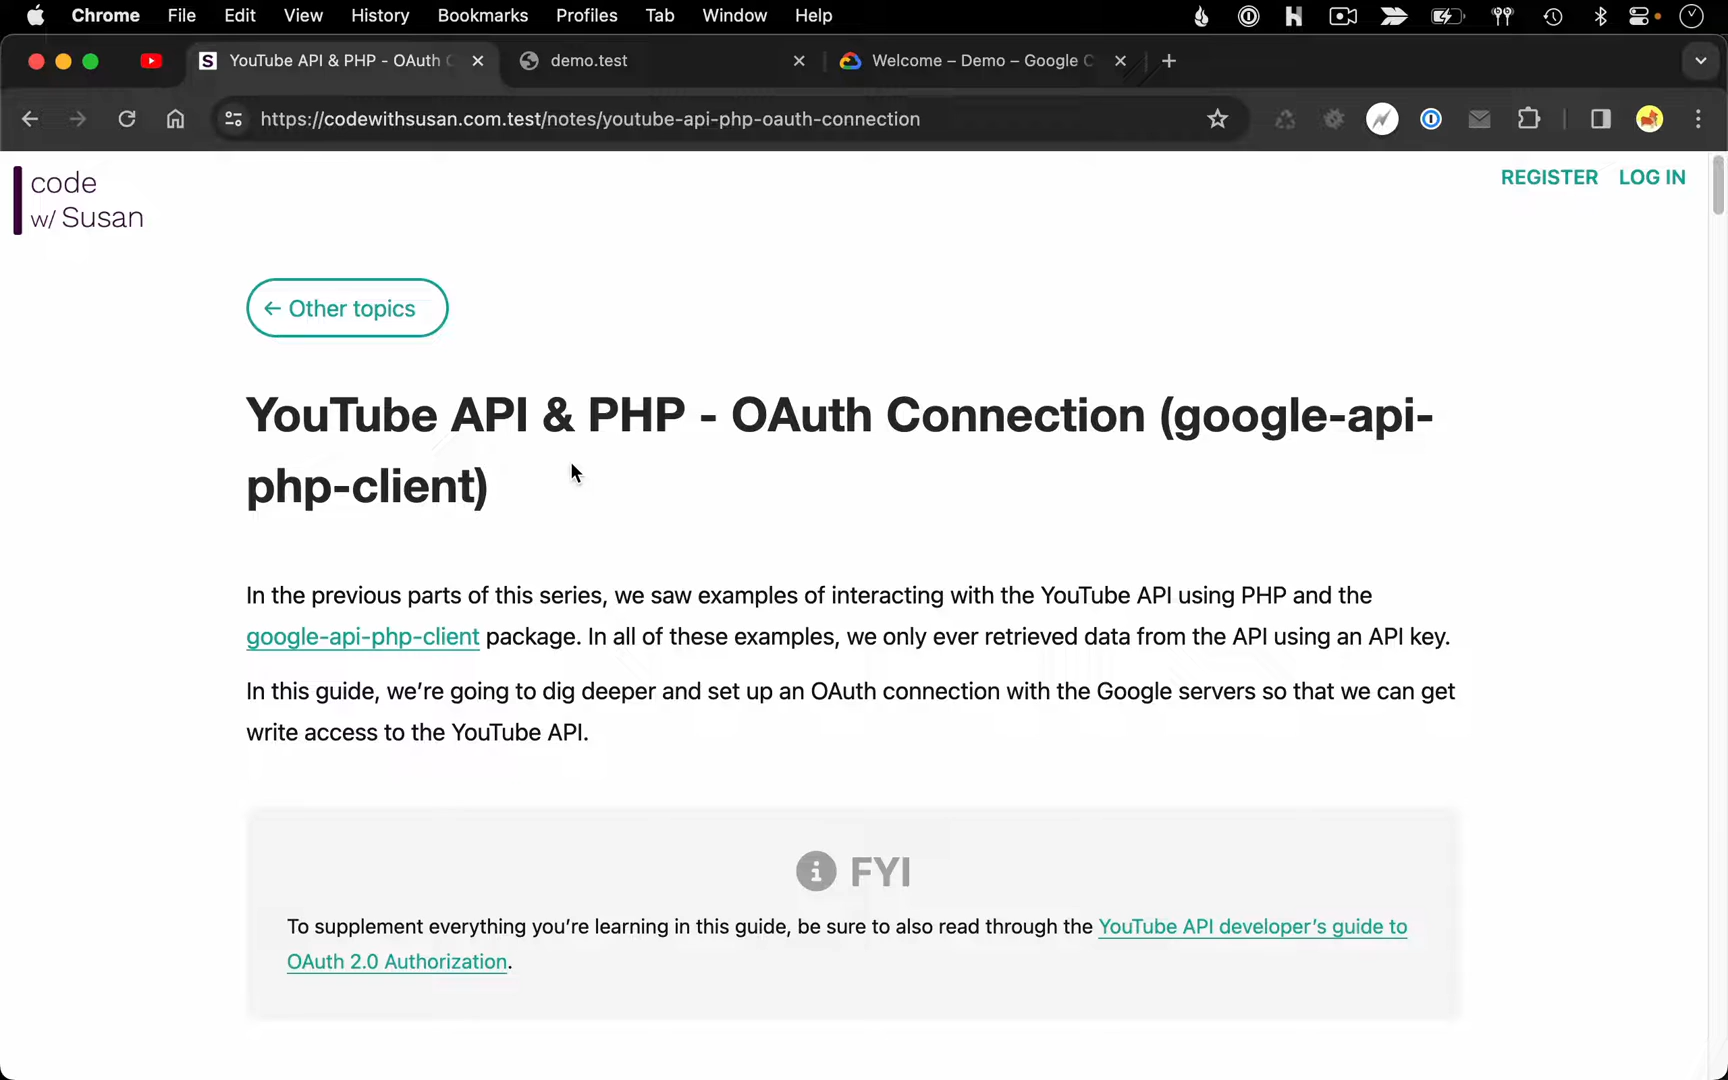 Chrome File Edit View History Bookmarks Profiles Tab Window Help
YouTube API & PHP - OAuth C
demo.test
Welcome – Demo – Google C
https://codewithsusan.com.test/notes/youtube-api-php-oauth-connection
code
w/ Susan
REGISTER LOG IN
← Other topics
YouTube API & PHP - OAuth Connection (google-api-
php-client)
In the previous parts of this series, we saw examples of interacting with the YouTube API using PHP and the
google-api-php-client package. In all of these examples, we only ever retrieved data from the API using an API key.
In this guide, we’re going to dig deeper and set up an OAuth connection with the Google servers so that we can get
write access to the YouTube API.
FYI
To supplement everything you’re learning in this guide, be sure to also read through the YouTube API developer’s guide to
OAuth 2.0 Authorization.